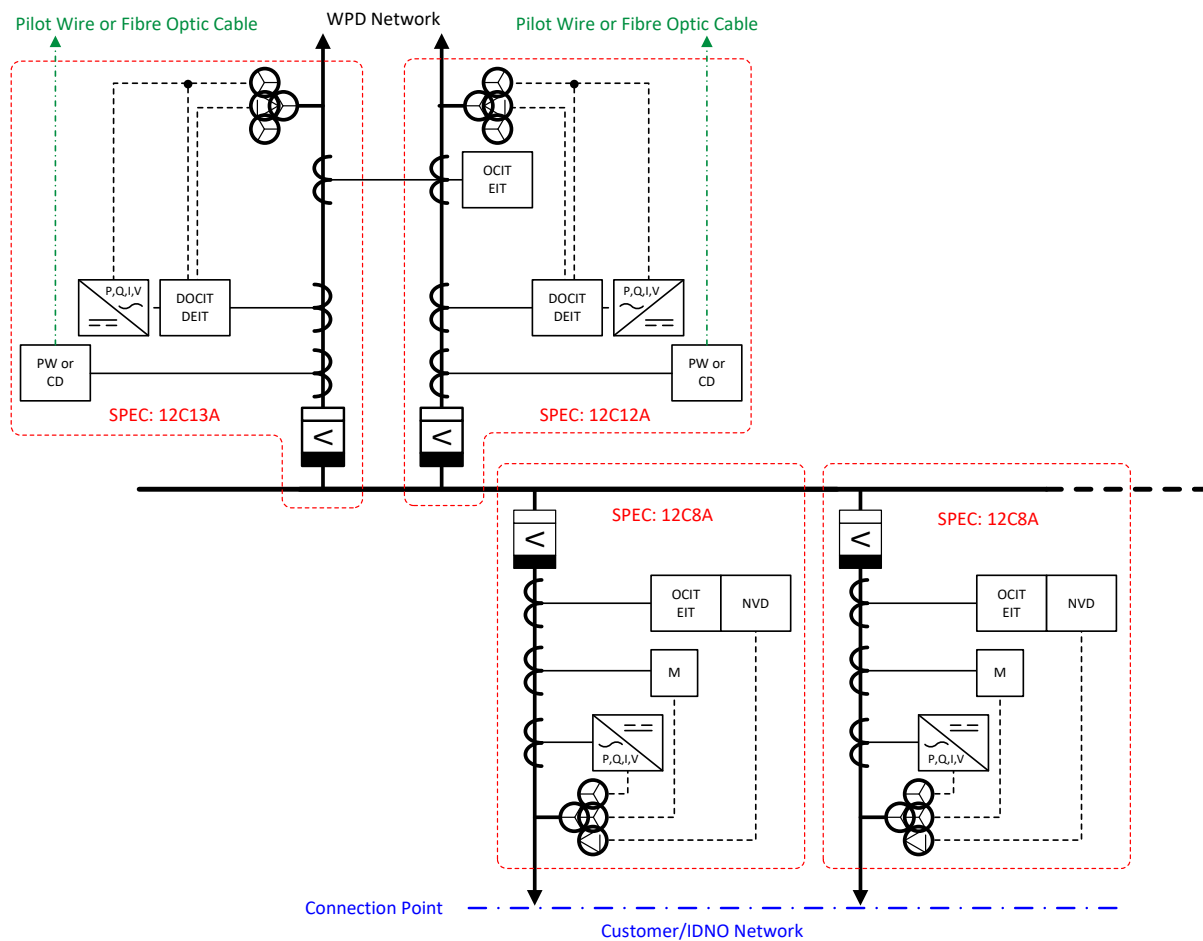 Pilot Wire or Fibre Optic Cable
WPD Network
Pilot Wire or Fibre Optic Cable
OCIT
EIT
P,Q,I,V
DOCIT
DEIT
DOCIT
DEIT
P,Q,I,V
PW or
CD
PW or
CD
SPEC: 12C13A
SPEC: 12C12A
SPEC: 12C8A
SPEC: 12C8A
OCIT
EIT
NVD
OCIT
EIT
NVD
M
M
P,Q,I,V
P,Q,I,V
Connection Point
Customer/IDNO Network